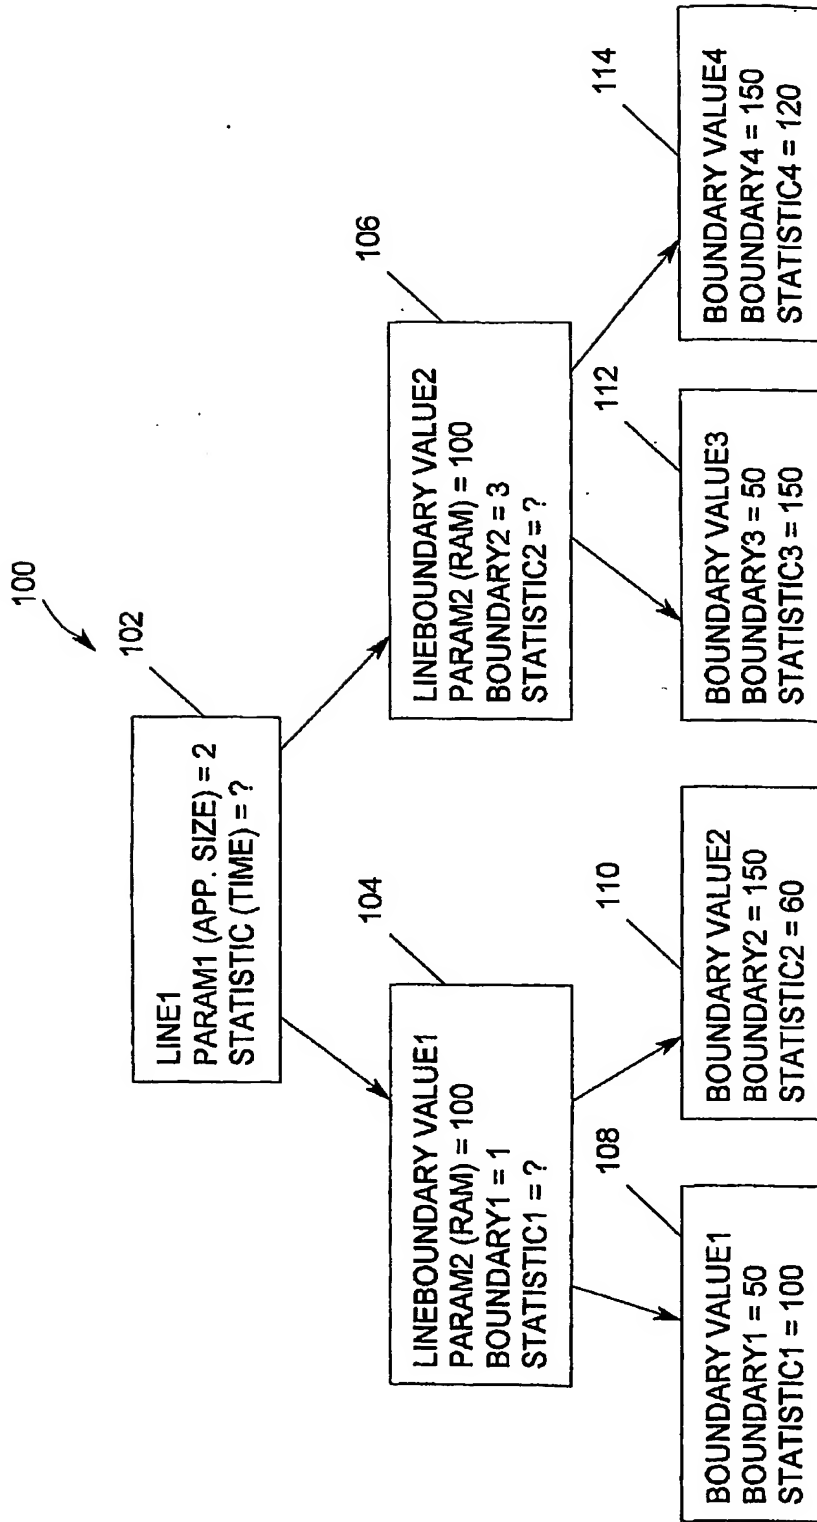 100
102
LINE1
PARAM1 (APP. SIZE) = 2
STATISTIC (TIME) = ?
104
LINEBOUNDARY VALUE1
PARAM2 (RAM) = 100
BOUNDARY1 = 1
STATISTIC1 = ?
106
LINEBOUNDARY VALUE2
PARAM2 (RAM) = 100
BOUNDARY2 = 3
STATISTIC2 = ?
108
BOUNDARY VALUE1
BOUNDARY1 = 50
STATISTIC1 = 100
110
BOUNDARY VALUE2
BOUNDARY2 = 150
STATISTIC2 = 60
112
BOUNDARY VALUE3
BOUNDARY3 = 50
STATISTIC3 = 150
114
BOUNDARY VALUE4
BOUNDARY4 = 150
STATISTIC4 = 120